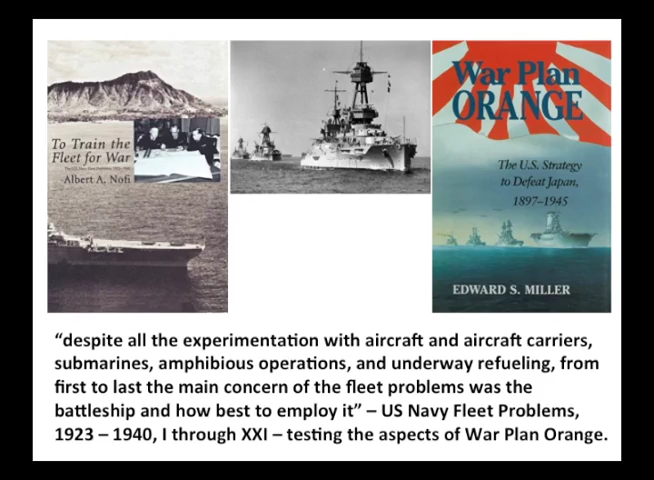 To Train the
Fleet for War
Albert A. Nofi
War Plan
ORANGE
The U.S. Strategy
to Defeat Japan,
1897–1945
EDWARD S. MILLER
“despite all the experimentation with aircraft and aircraft carriers,
submarines, amphibious operations, and underway refueling, from
first to last the main concern of the fleet problems was the
battleship and how best to employ it” – US Navy Fleet Problems,
1923 – 1940, I through XXI – testing the aspects of War Plan Orange.